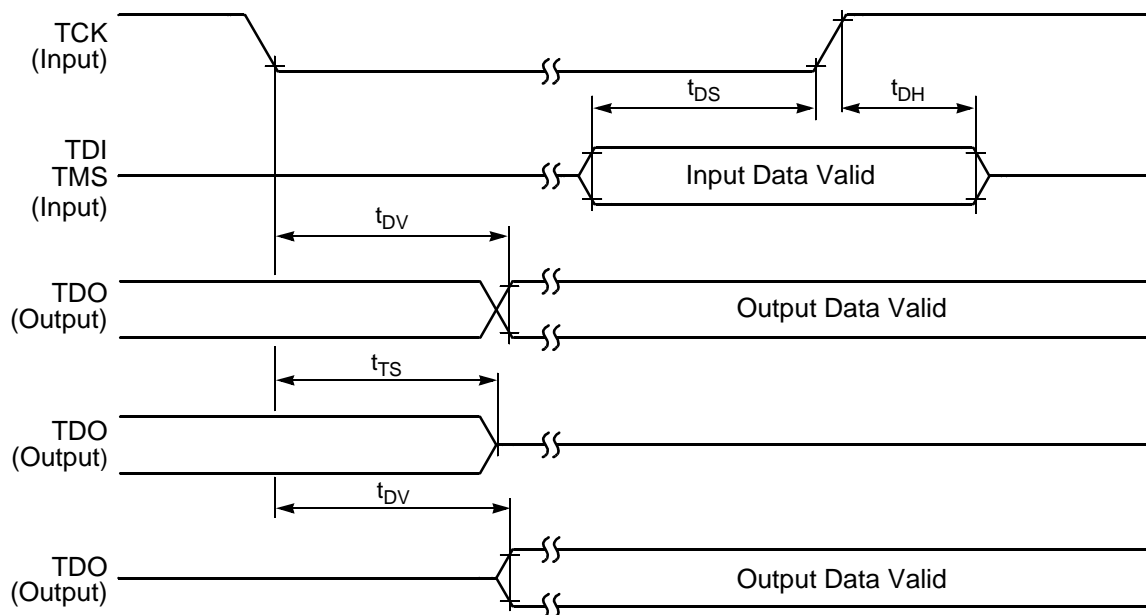 TCK
(Input)
tDS
tDH
TDI
TMS
(Input)
Input Data Valid
tDV
TDO
(Output)
Output Data Valid
tTS
TDO
(Output)
tDV
TDO
(Output)
Output Data Valid